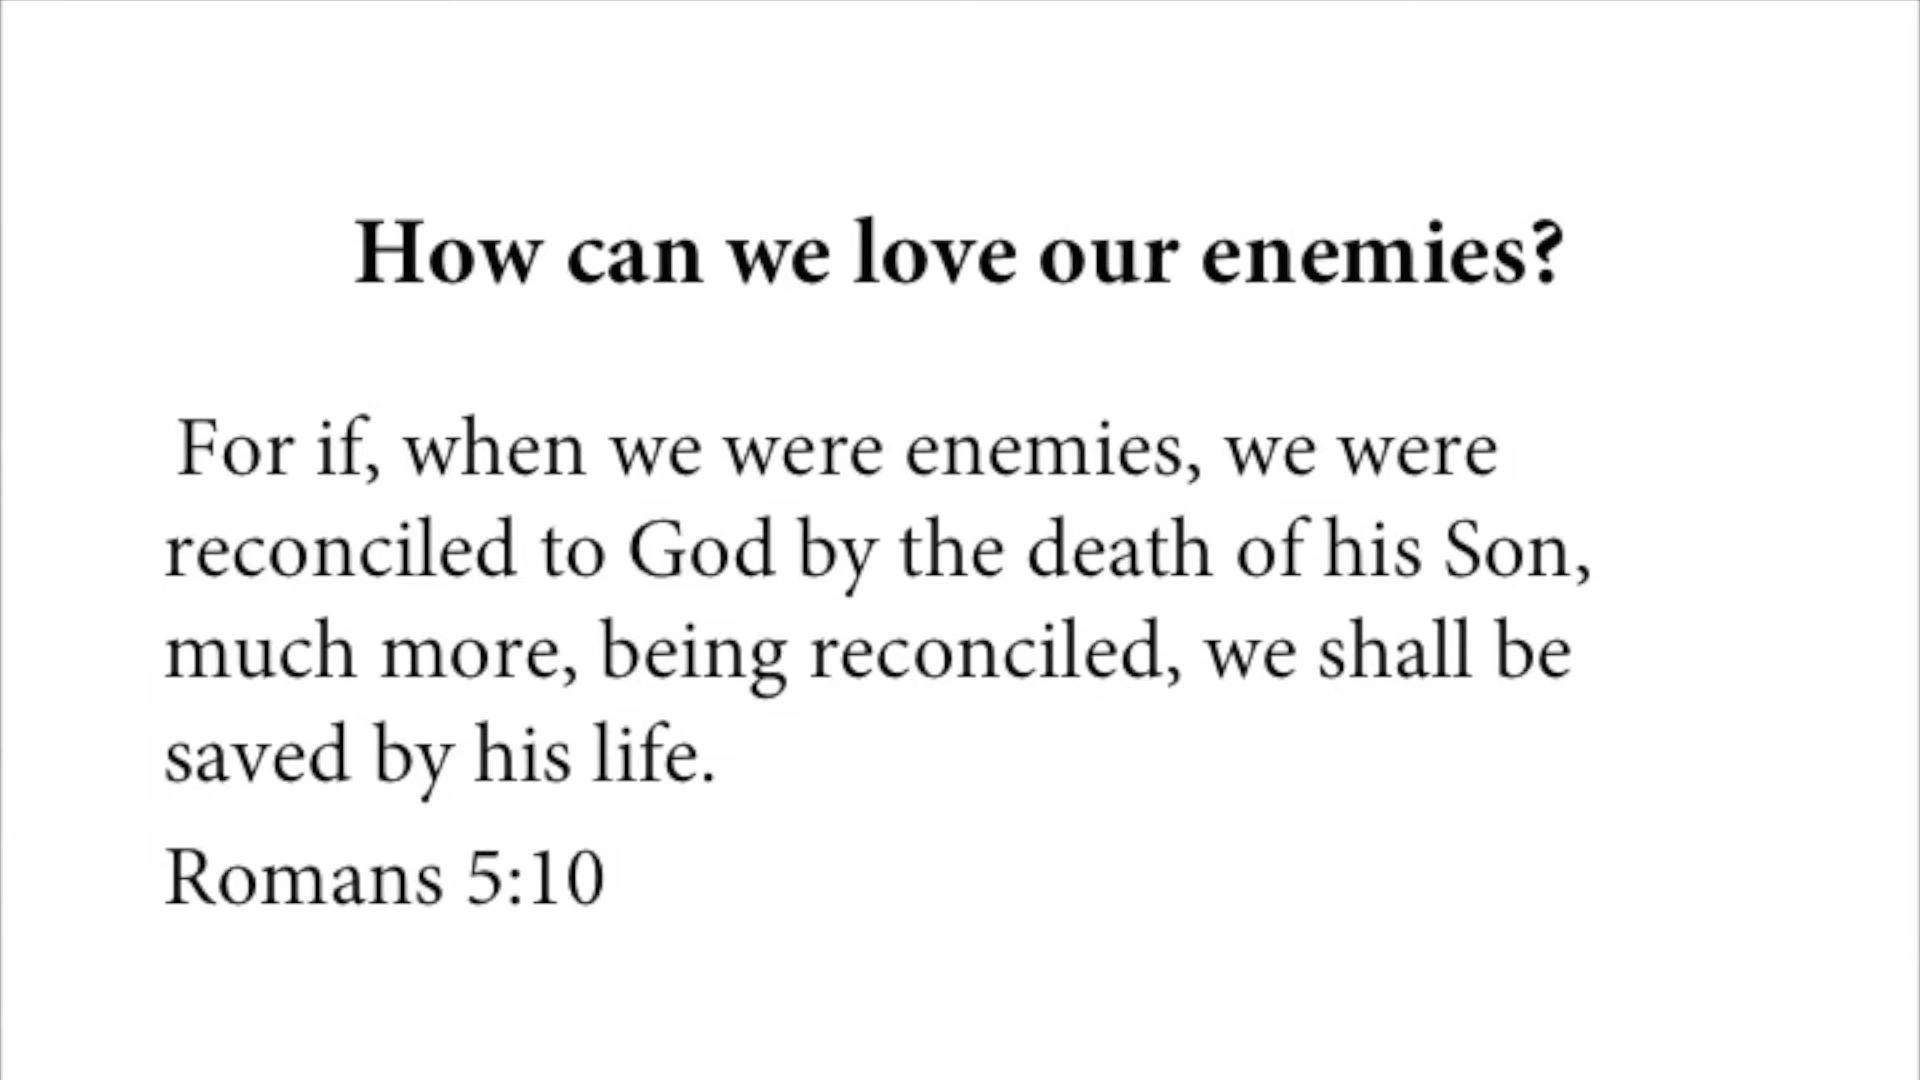 How can we love our enemies?
For if, when we were enemies, we were
reconciled to God by the death of his Son,
much more, being reconciled, we shall be
saved by his life.
Romans 5:10